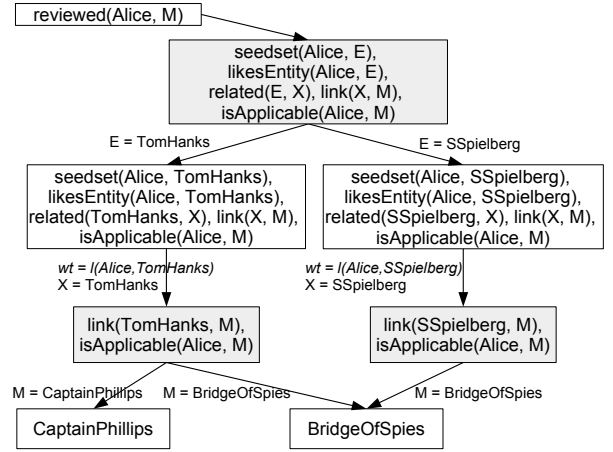 reviewed(Alice, M)
seedset(Alice, E),
likesEntity(Alice, E),
related(E, X), link(X, M),
isApplicable(Alice, M)
E = TomHanks
E = SSpielberg
seedset(Alice, TomHanks),
likesEntity(Alice, TomHanks),
related(TomHanks, X), link(X, M),
isApplicable(Alice, M)
seedset(Alice, SSpielberg),
likesEntity(Alice, SSpielberg),
related(SSpielberg, X), link(X, M),
isApplicable(Alice, M)
wt = l(Alice,TomHanks)
X = TomHanks
wt = l(Alice,SSpielberg)
X = SSpielberg
link(TomHanks, M),
isApplicable(Alice, M)
link(SSpielberg, M),
isApplicable(Alice, M)
M = CaptainPhillips
M = BridgeOfSpies
M = BridgeOfSpies
CaptainPhillips
BridgeOfSpies